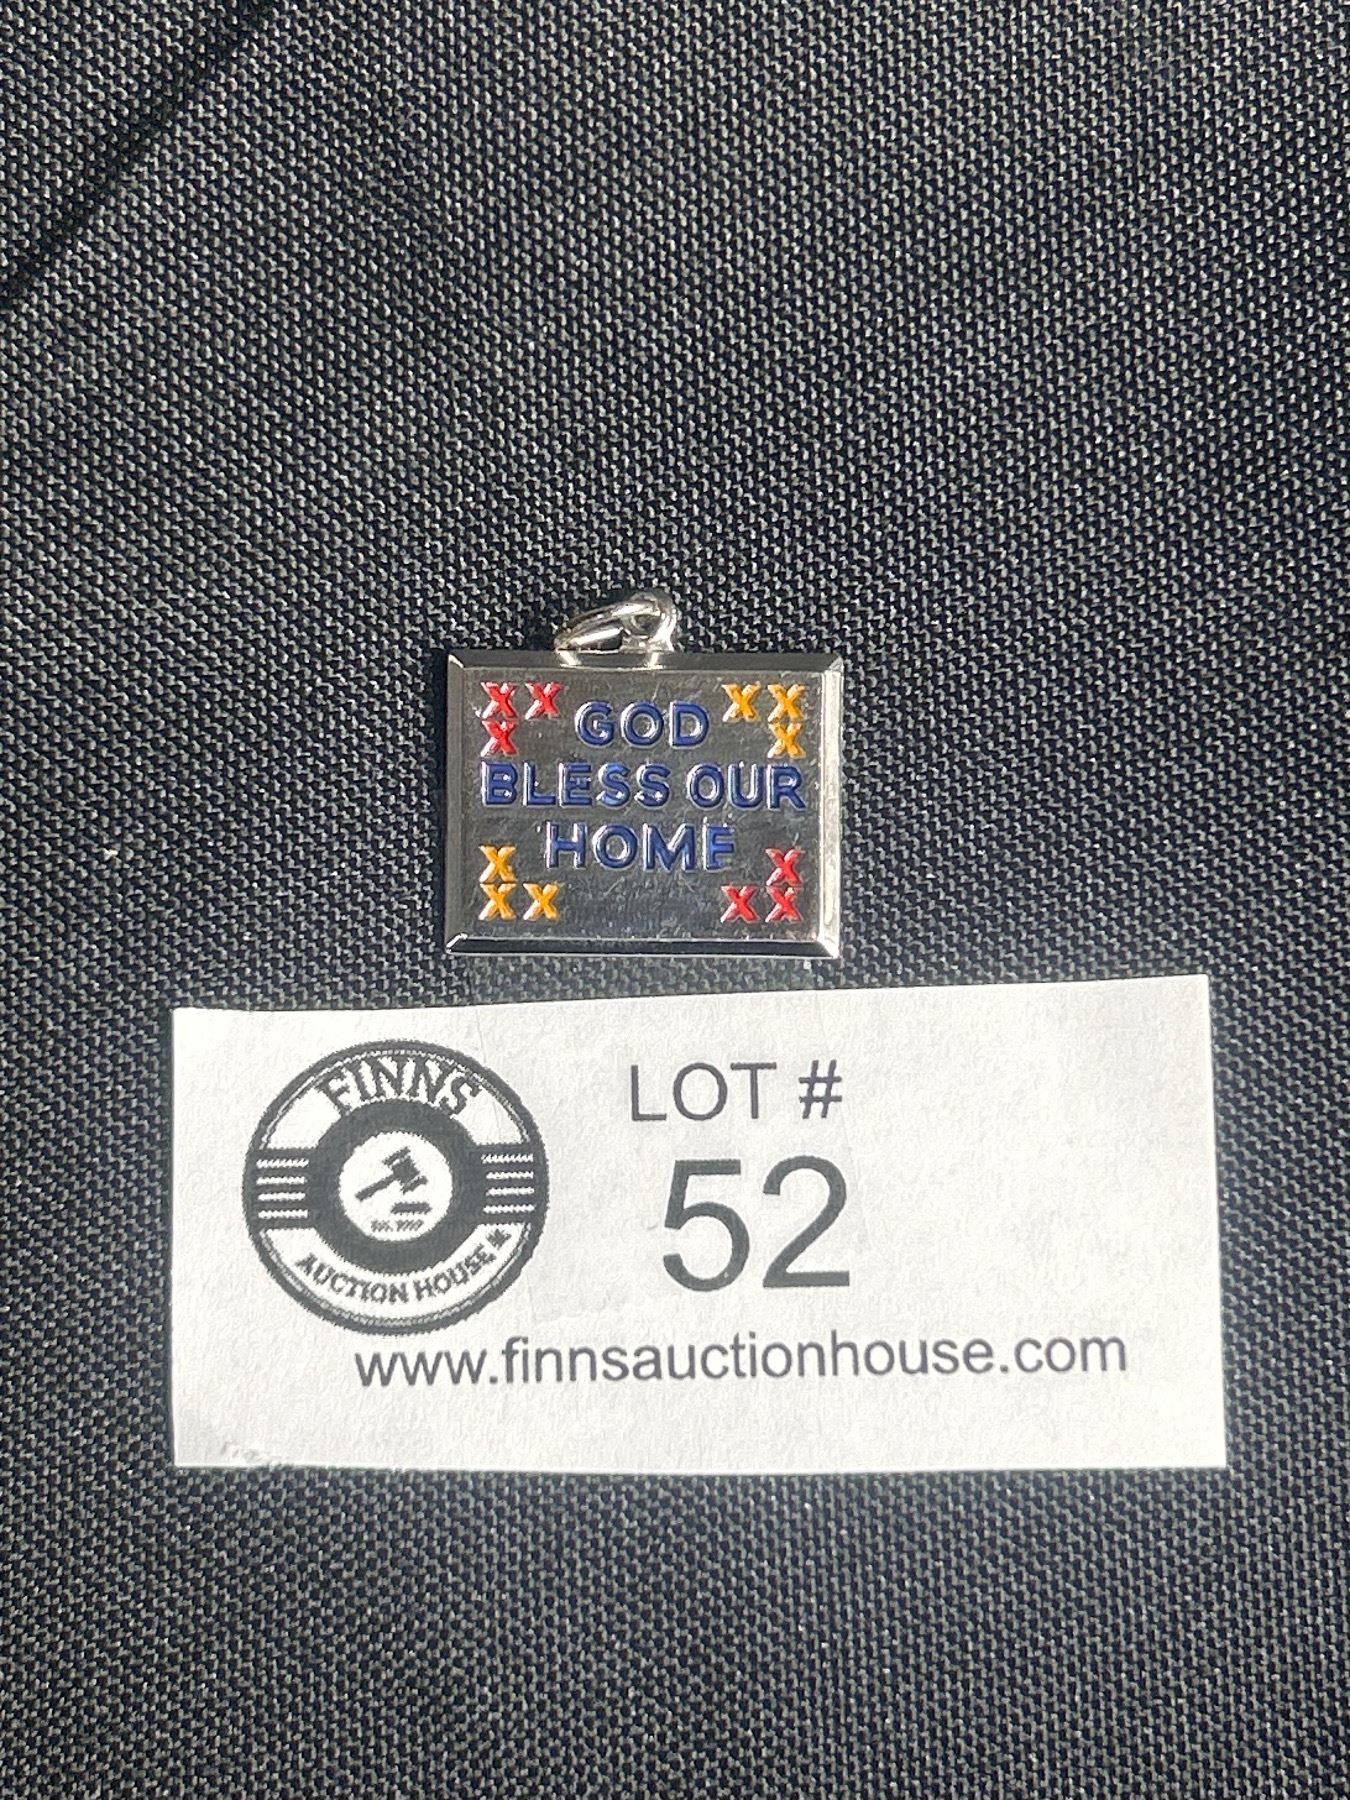 X X GOD X X
X X
BLESS OUR
HOME
X X
X X X X
FINNS
AUCTION HOUSE
LOT #
52
www.finnsauctionhouse.com